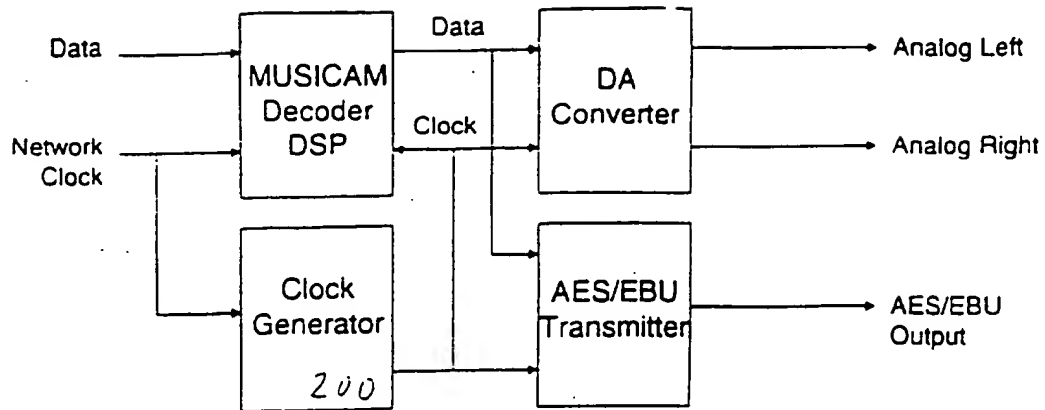 Data
Network
Clock
MUSICAM
Decoder
DSP
Data
Clock
DA
Converter
Analog Left
Analog Right
Clock
Generator
200
AES/EBU
Transmitter
AES/EBU
Output